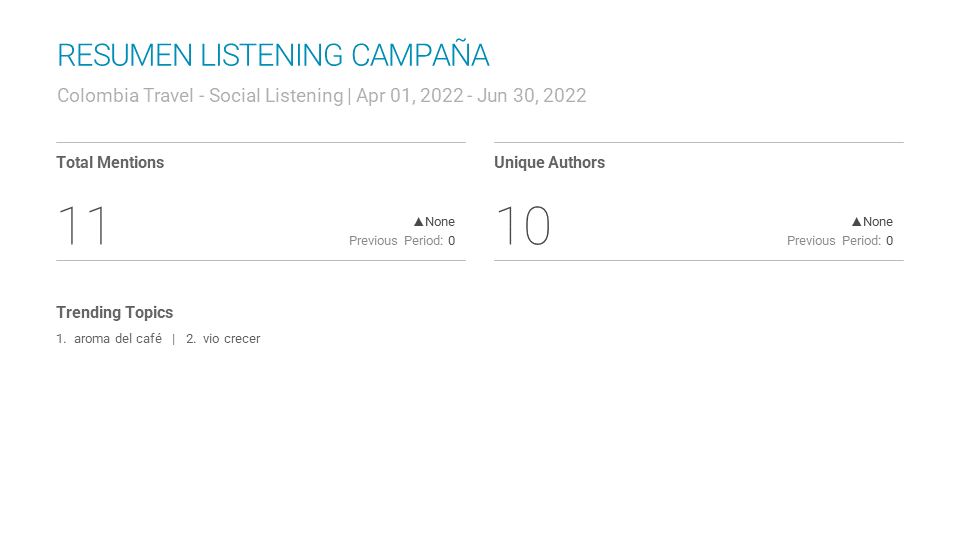 RESUMEN LISTENING CAMPAÑA
Colombia Travel - Social Listening | Apr 01, 2022 - Jun 30, 2022
Total Mentions
11
▲None
Previous Period: 0
Unique Authors
10
▲None
Previous Period: 0
Trending Topics
1. aroma del café | 2. vio crecer